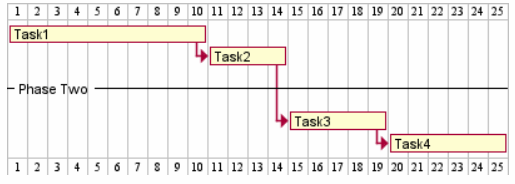 1 2 3 4 5 6 7 8 9 10 11 12 13 14 15 16 17 18 19 20 21 22 23 24 25
Task1
Task2
Phase Two
Task3
Task4
1 2 3 4 5 6 7 8 9 10 11 12 13 14 15 16 17 18 19 20 21 22 23 24 25